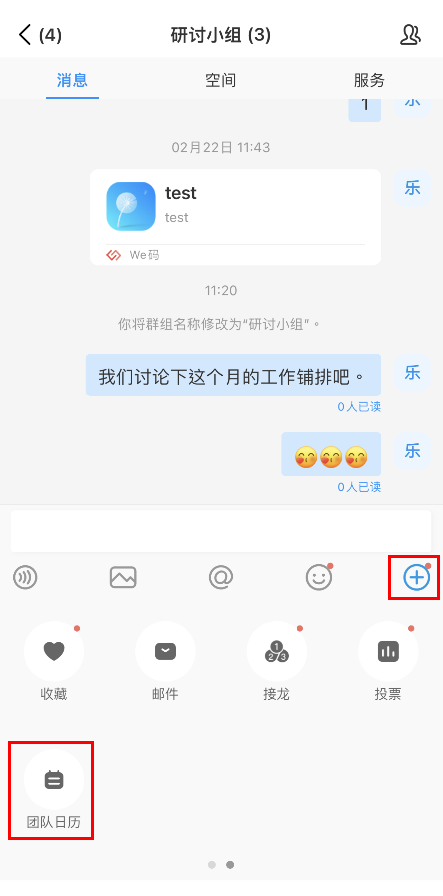 (4)
研讨小组 (3)
消息
空间
服务
1
乐
02月22日 11:43
乐
test
test
We码
11:20
你将群组名称修改为“研讨小组”。
我们讨论下这个月的工作铺排吧。
乐
0人已读
乐
0人已读
收藏
邮件
1
2 3
接龙
投票
团队日历